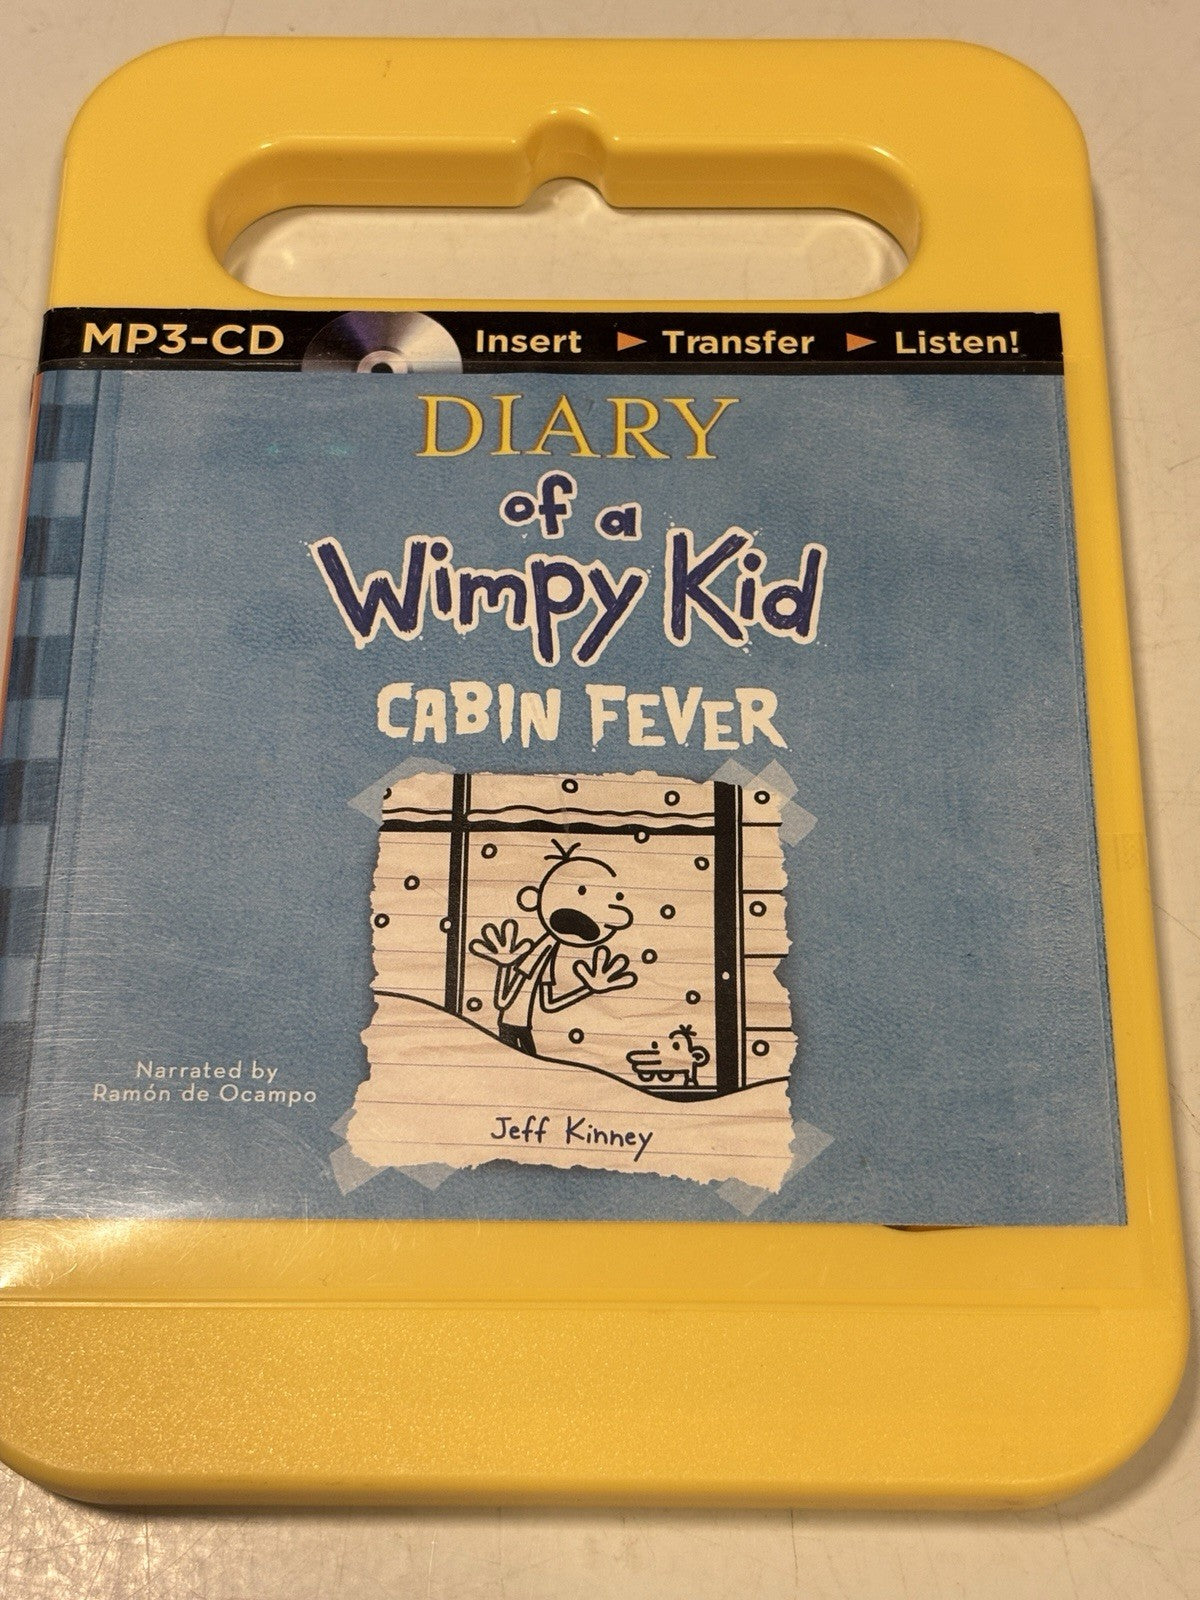 MP3-CD Insert Transfer Listen!
DIARY
of a
Wimpy Kid
CABIN FEVER
Narrated by
Ramón de Ocampo
Jeff Kinney